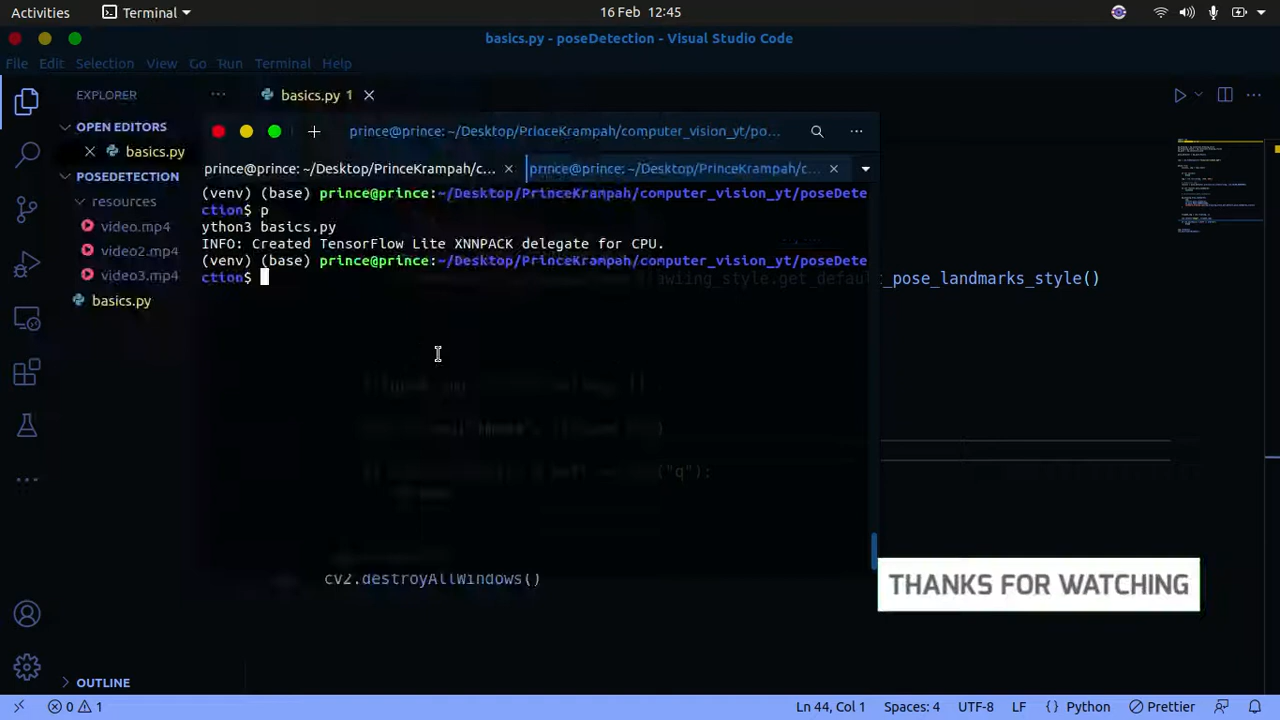 Activities Terminal 16 Feb 12:45
basics.py - poseDetection - Visual Studio Code
File Edit Selection View Go Run Terminal Help
EXPLORER ··· basics.py 1
OPEN EDITORS
basics.py
POSEDETECTION
resources
video.mp4
video2.mp4
video3.mp4
basics.py
prince@prince: ~/Desktop/PrinceKrampah/computer_vision_yt/po...
prince@prince: ~/Desktop/PrinceKrampah/c... prince@prince: ~/Desktop/PrinceKrampah/c...
(venv) (base) prince@prince:~/Desktop/PrinceKrampah/computer_vision_yt/poseDete
ction$ p
ython3 basics.py
INFO: Created TensorFlow Lite XNNPACK delegate for CPU.
(venv) (base) prince@prince:~/Desktop/PrinceKrampah/computer_vision_yt/poseDete
ction$
awiing_style.get_default_pose_landmarks_style()
("q"):
cv2.destroyAllWindows()
THANKS FOR WATCHING
OUTLINE
0 1 Ln 44, Col 1 Spaces: 4 UTF-8 LF {} Python Prettier